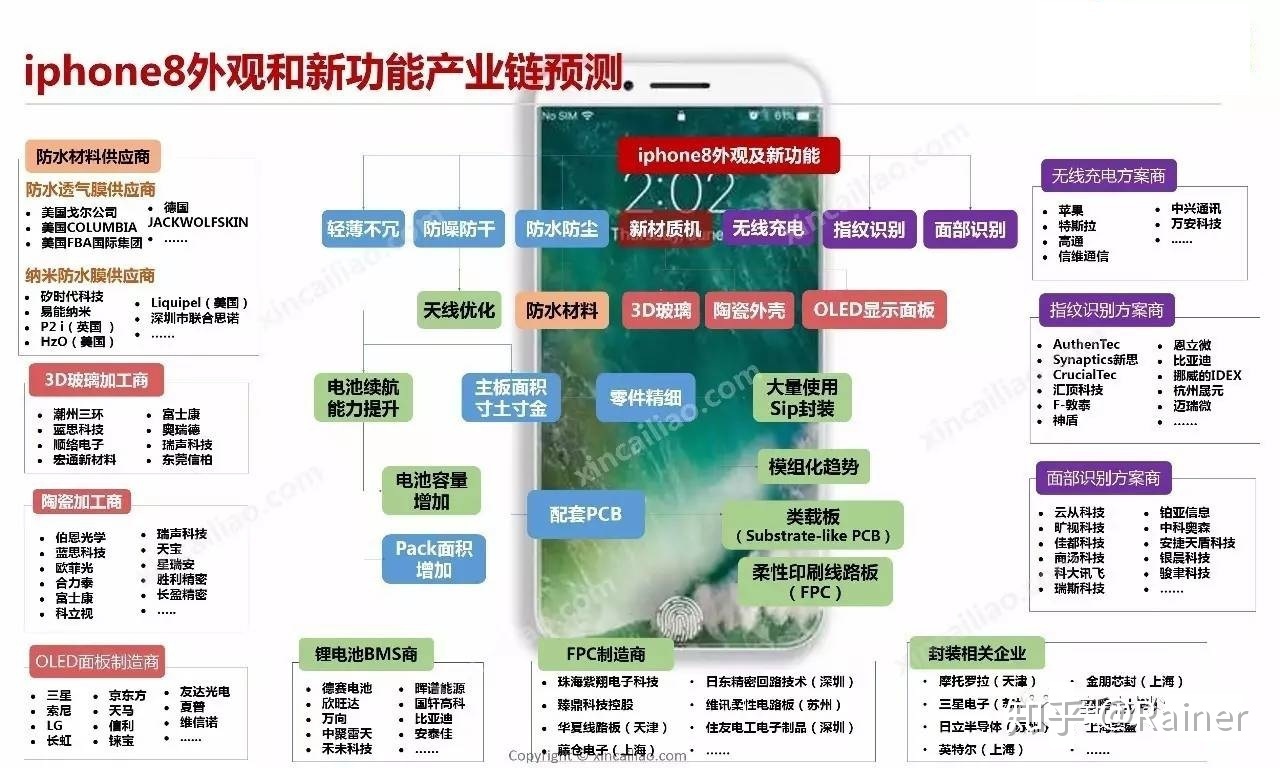 iphone8外观和新功能产业链预测
No SIM
61%
2:02
iphone8外观及新功能
轻薄不冗
防噪防干
防水防尘
新材质机
无线充电
指纹识别
面部识别
天线优化
防水材料
3D玻璃
陶瓷外壳
OLED显示面板
电池续航
能力提升
主板面积
寸土寸金
零件精细
大量使用
Sip封装
电池容量
增加
模组化趋势
Pack面积
增加
配套PCB
类载板
(Substrate-like PCB)
柔性印刷线路板
(FPC)
防水材料供应商
防水透气膜供应商
• 美国戈尔公司
• 美国COLUMBIA
• 美国FBA国际集团
• 德国
JACKWOLFSKIN
• ......
纳米防水膜供应商
• 矽时代科技
• 易能纳米
• P2 i(英国 )
• HzO(美国)
• Liquipel(美国)
• 深圳市联合思诺
• ......
3D玻璃加工商
• 潮州三环
• 蓝思科技
• 顺络电子
• 宏通新材料
• 富士康
• 奥瑞德
• 瑞声科技
• 东莞信柏
陶瓷加工商
• 伯恩光学
• 蓝思科技
• 欧菲光
• 合力泰
• 富士康
• 科立视
• 瑞声科技
• 天宝
• 星瑞安
• 胜利精密
• 长盈精密
• .....
OLED面板制造商
• 三星
• 索尼
• LG
• 长虹
• 京东方
• 天马
• 信利
• 铼宝
• 友达光电
• 夏普
• 维信诺
• ......
锂电池BMS商
• 德赛电池
• 欣旺达
• 万向
• 中聚雷天
• 禾未科技
• 晖谱能源
• 国轩高科
• 比亚迪
• 安泰佳
• ......
FPC制造商
• 珠海紫翔电子科技
• 臻鼎科技控股
• 华夏线路板(天津)
• 藤仓电子(上海)
• 日东精密回路技术(深圳)
• 维讯柔性电路板(苏州)
• 住友电工电子制品(深圳)
• ......
封装相关企业
• 摩托罗拉(天津)
• 三星电子
• 日立半导体
• 英特尔(上海)
• 金朋芯封(上海)
• ......
无线充电方案商
• 苹果
• 特斯拉
• 高通
• 信维通信
• 中兴通讯
• 万安科技
• ......
指纹识别方案商
• AuthenTec
• Synaptics新思
• CrucialTec
• 汇顶科技
• F-敦泰
• 神盾
• 恩立微
• 比亚迪
• 挪威的IDEX
• 杭州晟元
• 迈瑞微
• ......
面部识别方案商
• 云从科技
• 旷视科技
• 佳都科技
• 商汤科技
• 科大讯飞
• 瑞斯科技
• 铂亚信息
• 中科奥森
• 安捷天盾科技
• 银晨科技
• 骏聿科技
• ......
知乎 @Rainer
Copyright © xincailiao.com
xincailiao.com